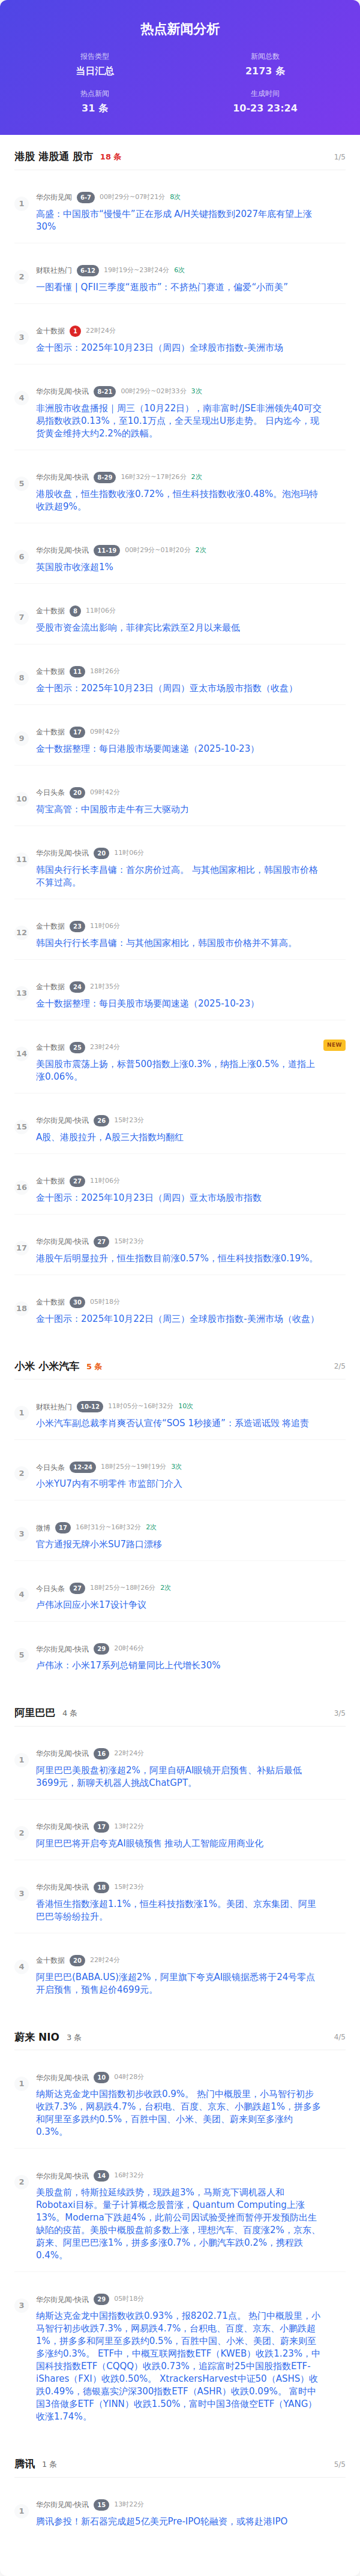 热点新闻分析
报告类型
当日汇总
新闻总数
2173 条
热点新闻
31 条
生成时间
10-23 23:24
港股 港股通 股市 18 条 1/5
1 华尔街见闻 6-7 00时29分~07时21分 8次
高盛：中国股市“慢慢牛”正在形成 A/H关键指数到2027年底有望上涨
30%
2 财联社热门 6-12 19时19分~23时24分 6次
一图看懂 | QFII三季度“逛股市”：不挤热门赛道，偏爱“小而美”
3 金十数据 1 22时24分
金十图示：2025年10月23日（周四）全球股市指数-美洲市场
4 华尔街见闻-快讯 8-21 00时29分~02时33分 3次
非洲股市收盘播报｜周三（10月22日），南非富时/JSE非洲领先40可交
易指数收跌0.13%，至10.1万点，全天呈现出U形走势。 日内迄今，现
货黄金维持大约2.2%的跌幅。
5 华尔街见闻-快讯 8-29 16时32分~17时26分 2次
港股收盘，恒生指数收涨0.72%，恒生科技指数收涨0.48%。泡泡玛特
收跌超9%。
6 华尔街见闻-快讯 11-19 00时29分~01时20分 2次
英国股市收涨超1%
7 金十数据 8 11时06分
受股市资金流出影响，菲律宾比索跌至2月以来最低
8 金十数据 11 18时26分
金十图示：2025年10月23日（周四）亚太市场股市指数（收盘）
9 金十数据 17 09时42分
金十数据整理：每日港股市场要闻速递（2025-10-23）
10 今日头条 20 09时42分
荷宝高管：中国股市走牛有三大驱动力
11 华尔街见闻-快讯 20 11时06分
韩国央行行长李昌镛：首尔房价过高。 与其他国家相比，韩国股市价格
不算过高。
12 金十数据 23 11时06分
韩国央行行长李昌镛：与其他国家相比，韩国股市价格并不算高。
13 金十数据 24 21时35分
金十数据整理：每日美股市场要闻速递（2025-10-23）
14 金十数据 25 23时24分 NEW
美国股市震荡上扬，标普500指数上涨0.3%，纳指上涨0.5%，道指上
涨0.06%。
15 华尔街见闻-快讯 26 15时23分
A股、港股拉升，A股三大指数均翻红
16 金十数据 27 11时06分
金十图示：2025年10月23日（周四）亚太市场股市指数
17 华尔街见闻-快讯 27 15时23分
港股午后明显拉升，恒生指数目前涨0.57%，恒生科技指数涨0.19%。
18 金十数据 30 05时18分
金十图示：2025年10月22日（周三）全球股市指数-美洲市场（收盘）
小米 小米汽车 5 条 2/5
1 财联社热门 10-12 11时05分~16时32分 10次
小米汽车副总裁李肖爽否认宣传“SOS 1秒接通”：系造谣诋毁 将追责
2 今日头条 12-24 18时25分~19时19分 3次
小米YU7内有不明零件 市监部门介入
3 微博 17 16时31分~16时32分 2次
官方通报无牌小米SU7路口漂移
4 今日头条 27 18时25分~18时26分 2次
卢伟冰回应小米17设计争议
5 华尔街见闻-快讯 29 20时46分
卢伟冰：小米17系列总销量同比上代增长30%
阿里巴巴 4 条 3/5
1 华尔街见闻-快讯 16 22时24分
阿里巴巴美股盘初涨超2%，阿里自研AI眼镜开启预售、补贴后最低
3699元，新聊天机器人挑战ChatGPT。
2 华尔街见闻-快讯 17 13时22分
阿里巴巴将开启夸克AI眼镜预售 推动人工智能应用商业化
3 华尔街见闻-快讯 18 15时23分
香港恒生指数涨超1.1%，恒生科技指数涨1%。美团、京东集团、阿里
巴巴等纷纷拉升。
4 金十数据 20 22时24分
阿里巴巴(BABA.US)涨超2%，阿里旗下夸克AI眼镜据悉将于24号零点
开启预售，预售起价4699元。
蔚来 NIO 3 条 4/5
1 华尔街见闻-快讯 10 04时28分
纳斯达克金龙中国指数初步收跌0.9%。 热门中概股里，小马智行初步
收跌7.3%，网易跌4.7%，台积电、百度、京东、小鹏跌超1%，拼多多
和阿里至多跌约0.5%，百胜中国、小米、美团、蔚来则至多涨约
0.3%。
2 华尔街见闻-快讯 14 16时32分
美股盘前，特斯拉延续跌势，现跌超3%，马斯克下调机器人和
Robotaxi目标。量子计算概念股普涨，Quantum Computing上涨
13%。Moderna下跌超4%，此前公司因试验受挫而暂停开发预防出生
缺陷的疫苗。美股中概股盘前多数上涨，理想汽车、百度涨2%，京东、
蔚来、阿里巴巴涨1%，拼多多涨0.7%，小鹏汽车跌0.2%，携程跌
0.4%。
3 华尔街见闻-快讯 29 05时18分
纳斯达克金龙中国指数收跌0.93%，报8202.71点。 热门中概股里，小
马智行初步收跌7.3%，网易跌4.7%，台积电、百度、京东、小鹏跌超
1%，拼多多和阿里至多跌约0.5%，百胜中国、小米、美团、蔚来则至
多涨约0.3%。 ETF中，中概互联网指数ETF（KWEB）收跌1.23%，中
国科技指数ETF（CQQQ）收跌0.73%，追踪富时25中国股指数ETF-
iShares（FXI）收跌0.50%。 XtrackersHarvest中证50（ASHS）收
跌0.49%，德银嘉实沪深300指数ETF（ASHR）收跌0.09%。 富时中
国3倍做多ETF（YINN）收跌1.50%，富时中国3倍做空ETF（YANG）
收涨1.74%。
腾讯 1 条 5/5
1 华尔街见闻-快讯 15 13时22分
腾讯参投！新石器完成超5亿美元Pre-IPO轮融资，或将赴港IPO